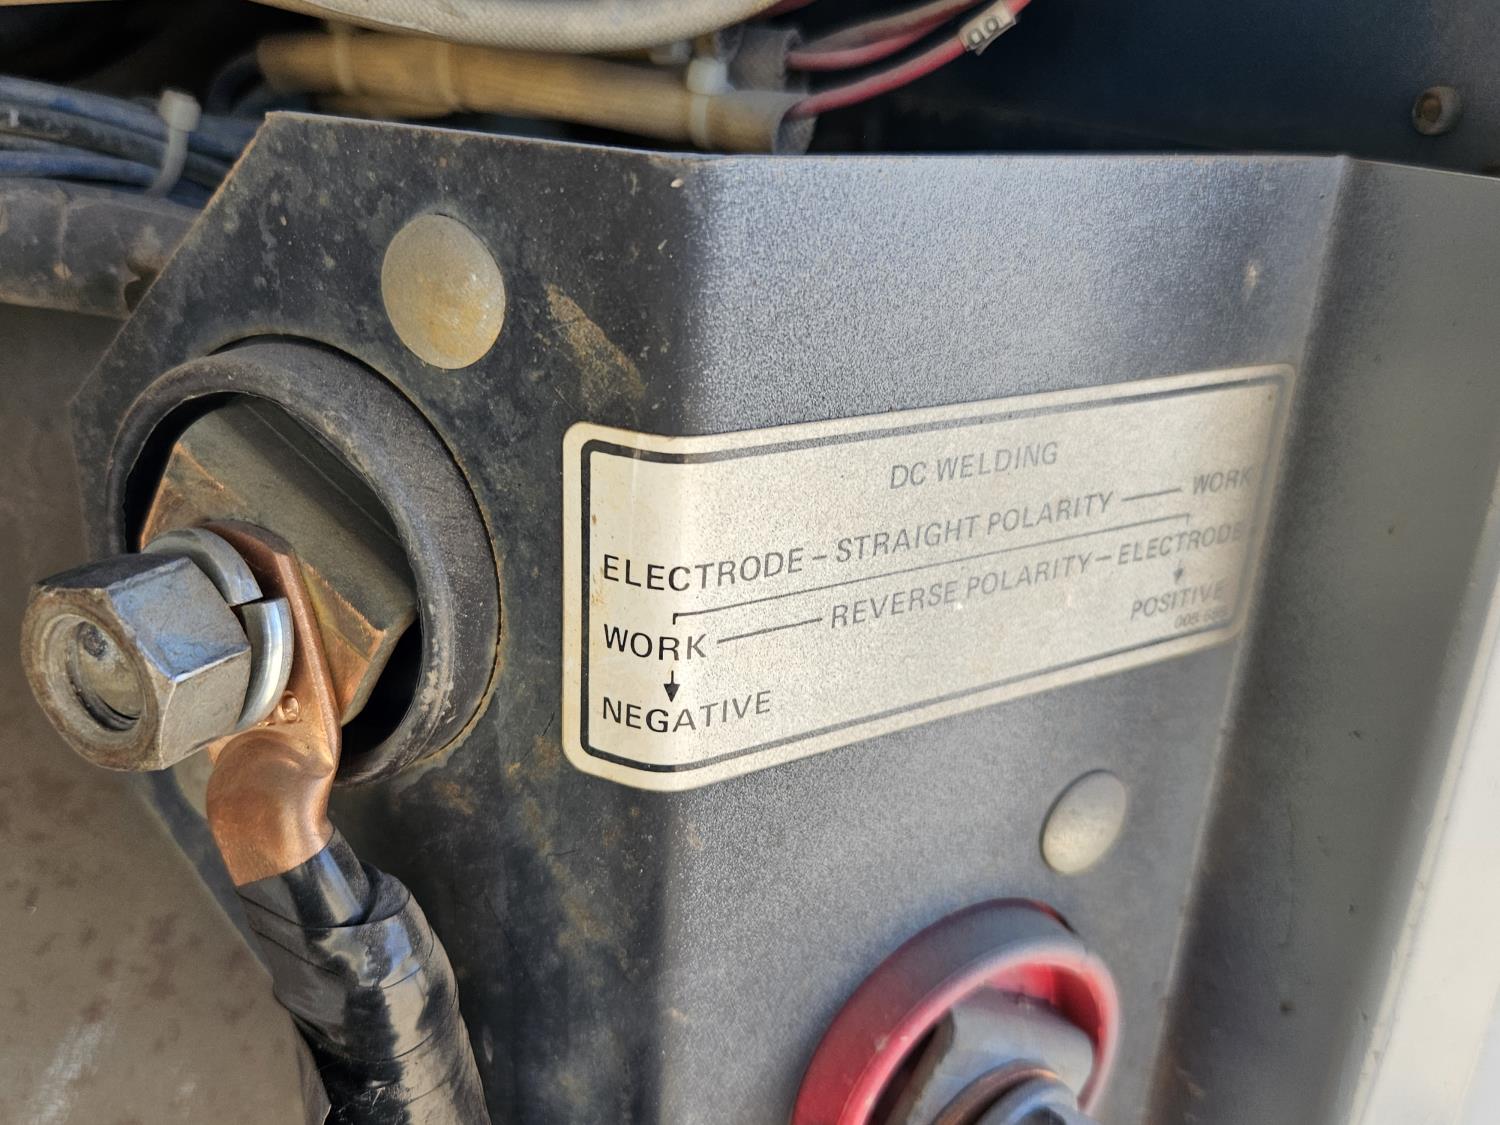 DC WELDING
ELECTRODE – STRAIGHT POLARITY — WORK
WORK — REVERSE POLARITY – ELECTRODE
NEGATIVE POSITIVE